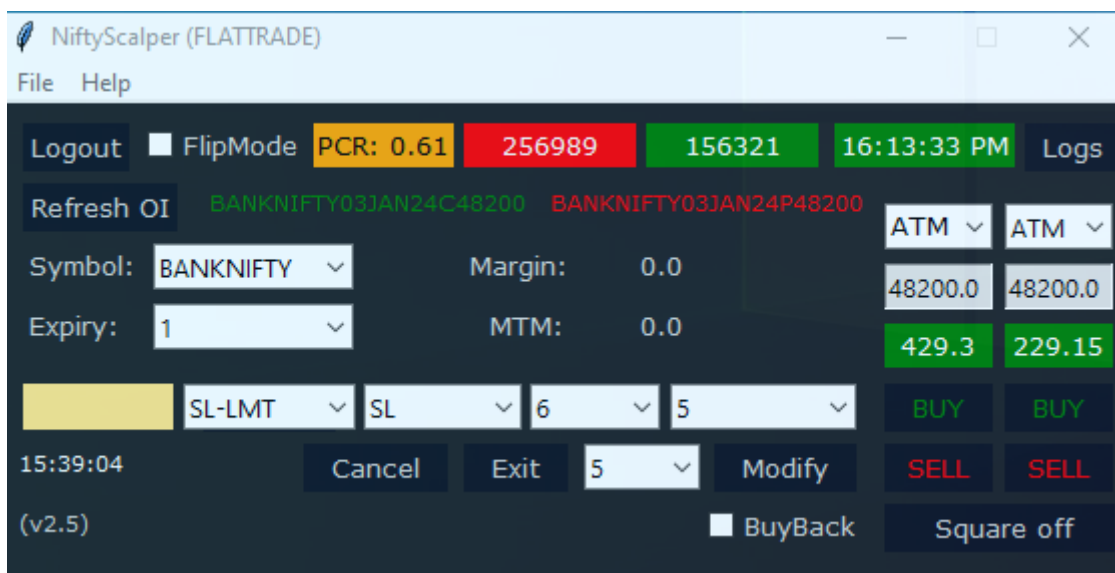 NiftyScalper (FLATTRADE)
File Help
Logout FlipMode PCR: 0.61 256989 156321 16:13:33 PM Logs
Refresh OI BANKNIFTY03JAN24C48200 BANKNIFTY03JAN24P48200
ATM ATM
Symbol: BANKNIFTY Margin: 0.0
48200.0 48200.0
Expiry: 1 MTM: 0.0
429.3 229.15
SL-LMT SL 6 5 BUY BUY
15:39:04 Cancel Exit 5 Modify SELL SELL
(v2.5) BuyBack Square off